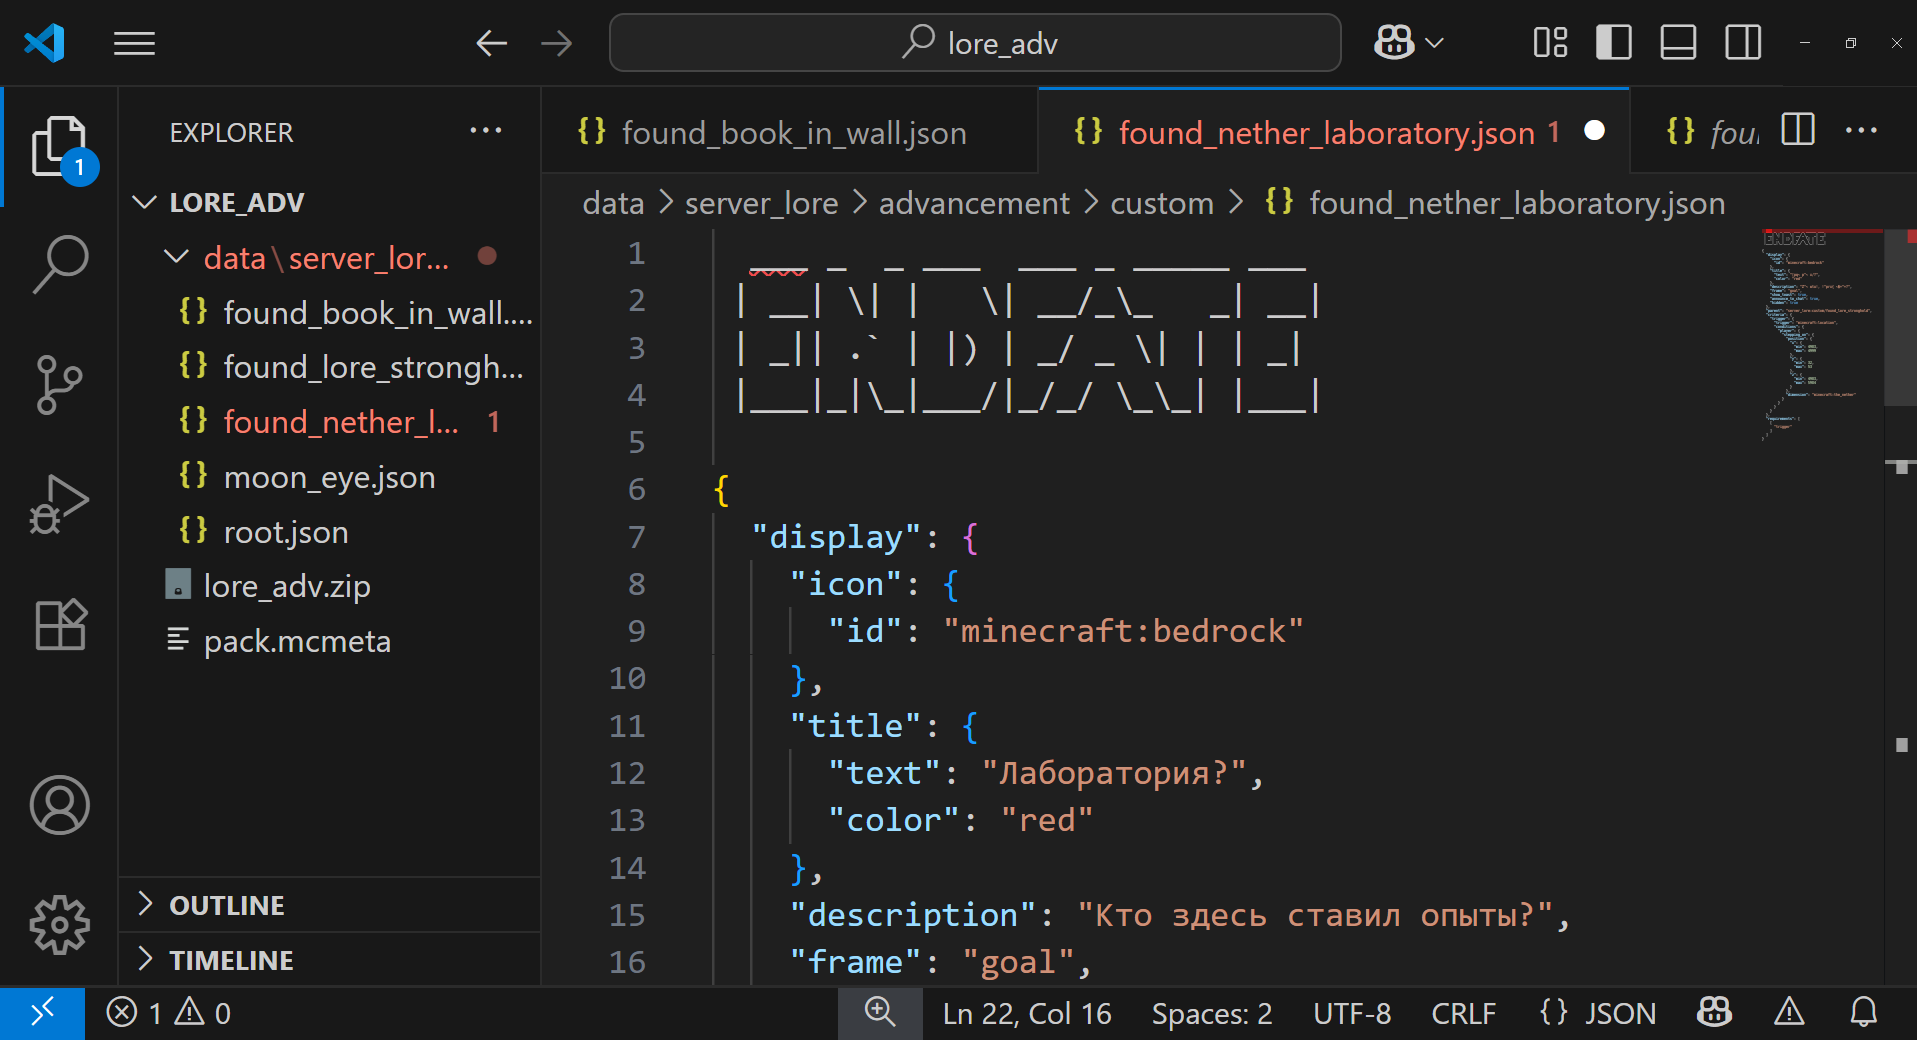 lore_adv
EXPLORER
LORE_ADV
data\server_lor...
found_book_in_wall....
found_lore_strongh...
found_nether_l... 1
moon_eye.json
root.json
lore_adv.zip
pack.mcmeta
OUTLINE
TIMELINE
1
found_book_in_wall.json
found_nether_laboratory.json 1
data > server_lore > advancement > custom > {} found_nether_laboratory.json
1  ___ _  _ ___  ___ _ _____ ___
2 | __| \| |   \| __/_\_   _| __|
3 | _|| .` | |) | _/ _ \| | | _|
4 |___|_|\_|___/|_/_/ \_\_| |___|
5
6 {
7 "display": {
8 "icon": {
9 "id": "minecraft:bedrock"
10 },
11 "title": {
12 "text": "Лаборатория?",
13 "color": "red"
14 },
15 "description": "Кто здесь ставил опыты?",
16 "frame": "goal",
1 0
Ln 22, Col 16
Spaces: 2
UTF-8
CRLF
{} JSON